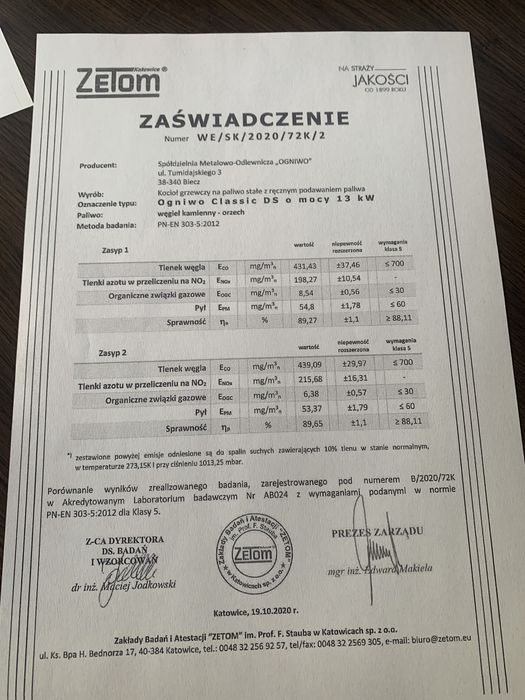 Katowice ®
ZETOM
NA STRAŻY
JAKOŚCI
OD 1899 ROKU
ZAŚWIADCZENIE
Numer WE/SK/2020/72K/2
Producent: Spółdzielnia Metalowo-Odlewnicza „OGNIWO"
ul. Tumidajskiego 3
38-340 Biecz
Wyrób: Kocioł grzewczy na paliwo stałe z ręcznym podawaniem paliwa
Oznaczenie typu: Ogniwo Classic DS o mocy 13 kW
Paliwo: węgiel kamienny - orzech
Metoda badania: PN-EN 303-5:2012
Zasyp 1 wartość niepewność rozszerzona wymagania klasa 5
Tlenek węgla ECO mg/m³n 431,43 ±37,46 ≤ 700
Tlenki azotu w przeliczeniu na NO₂ ENOx mg/m³n 198,27 ±10,54 -
Organiczne związki gazowe EOGC mg/m³n 8,54 ±0,56 ≤ 30
Pył EPM mg/m³n 54,8 ±1,78 ≤ 60
Sprawność ηp % 89,27 ±1,1 ≥ 88,11
Zasyp 2 wartość niepewność rozszerzona wymagania klasa 5
Tlenek węgla ECO mg/m³n 439,09 ±29,97 ≤ 700
Tlenki azotu w przeliczeniu na NO₂ ENOx mg/m³n 215,68 ±16,31 -
Organiczne związki gazowe EOGC mg/m³n 6,38 ±0,57 ≤ 30
Pył EPM mg/m³n 53,37 ±1,79 ≤ 60
Sprawność ηp % 89,65 ±1,1 ≥ 88,11
*) zestawione powyżej emisje odniesione są do spalin suchych zawierających 10% tlenu w stanie normalnym,
w temperaturze 273,15K i przy ciśnieniu 1013,25 mbar.
Porównanie wyników zrealizowanego badania, zarejestrowanego pod numerem B/2020/72K
w Akredytowanym Laboratorium badawczym Nr AB024 z wymaganiami podanymi w normie
PN-EN 303-5:2012 dla Klasy 5.
Z-CA DYREKTORA
DS. BADAŃ
I WZORCOWAŃ
dr inż. Maciej Jodkowski
Zakłady Badań i Atestacji "ZETOM"
im. Prof. F. Stauba
ZETOM
w Katowicach sp. z o.o.
PREZES ZARZĄDU
mgr inż. Edward Makiela
Katowice, 19.10.2020 r.
Zakłady Badań i Atestacji "ZETOM" im. Prof. F. Stauba w Katowicach sp. z o.o.
ul. Ks. Bpa H. Bednorza 17, 40-384 Katowice, tel.: 0048 32 256 92 57, tel/fax: 0048 32 2569 305, e-mail: biuro@zetom.eu